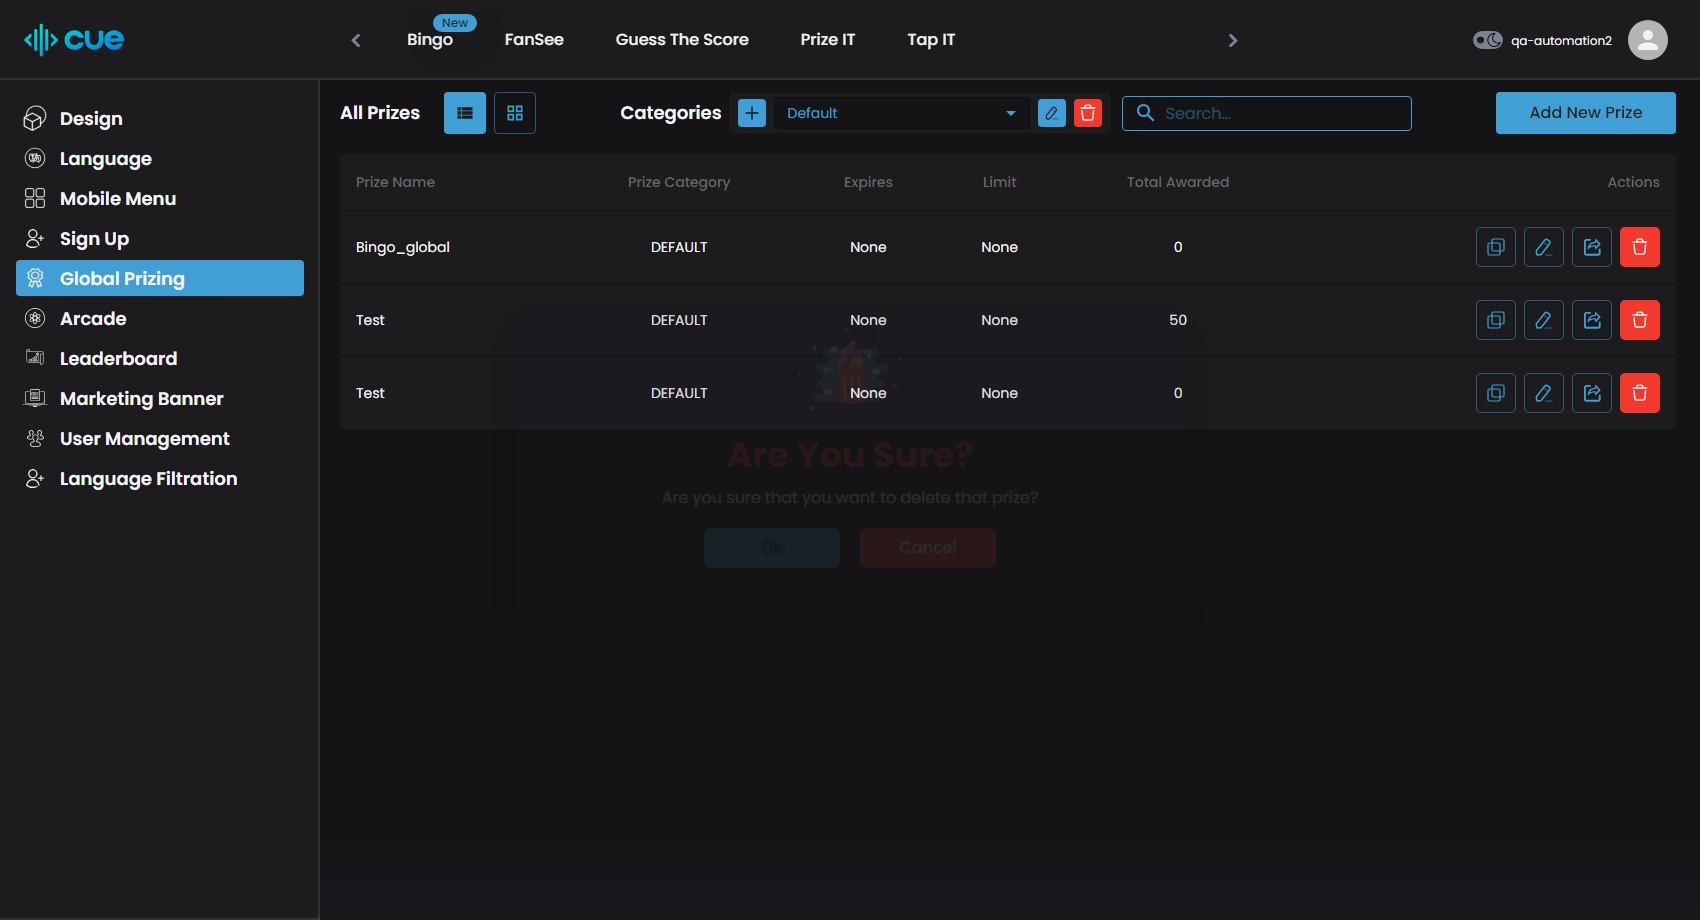 cue
Bingo
New
FanSee
Guess The Score
Prize IT
Tap IT
qa-automation2
Design
Language
Mobile Menu
Sign Up
Global Prizing
Arcade
Leaderboard
Marketing Banner
User Management
Language Filtration
All Prizes
Categories
Default
Search...
Add New Prize
Prize Name Prize Category Expires Limit Total Awarded Actions
Bingo_global DEFAULT None None 0
Test DEFAULT None None 50
Test DEFAULT None None 0
Are You Sure?
Are you sure that you want to delete that prize?
Ok
Cancel